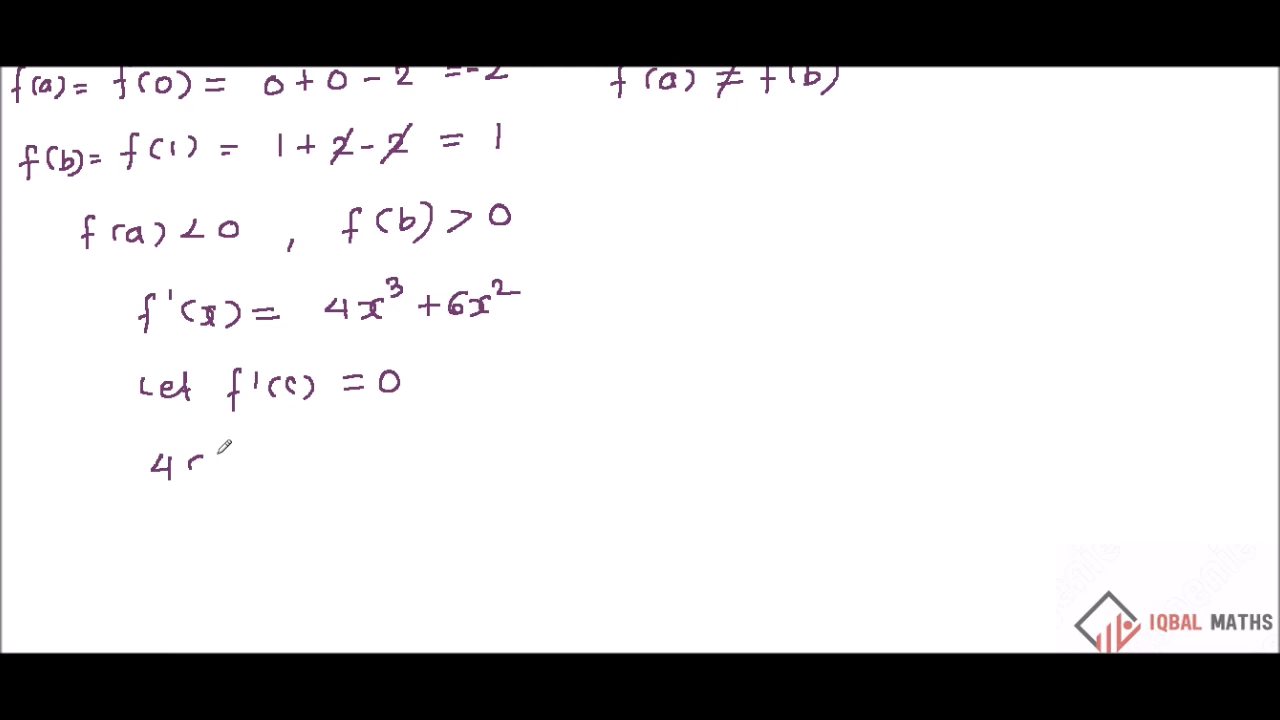 f(a) = f(0) = 0 + 0 - 2 = -2 f(a) ≠ f(b)
f(b) = f(1) = 1 + 2 - 2 = 1
f(a) < 0 , f(b) > 0
f'(x) = 4x³ + 6x²
Let f'(c) = 0
4c
IQBAL MATHS